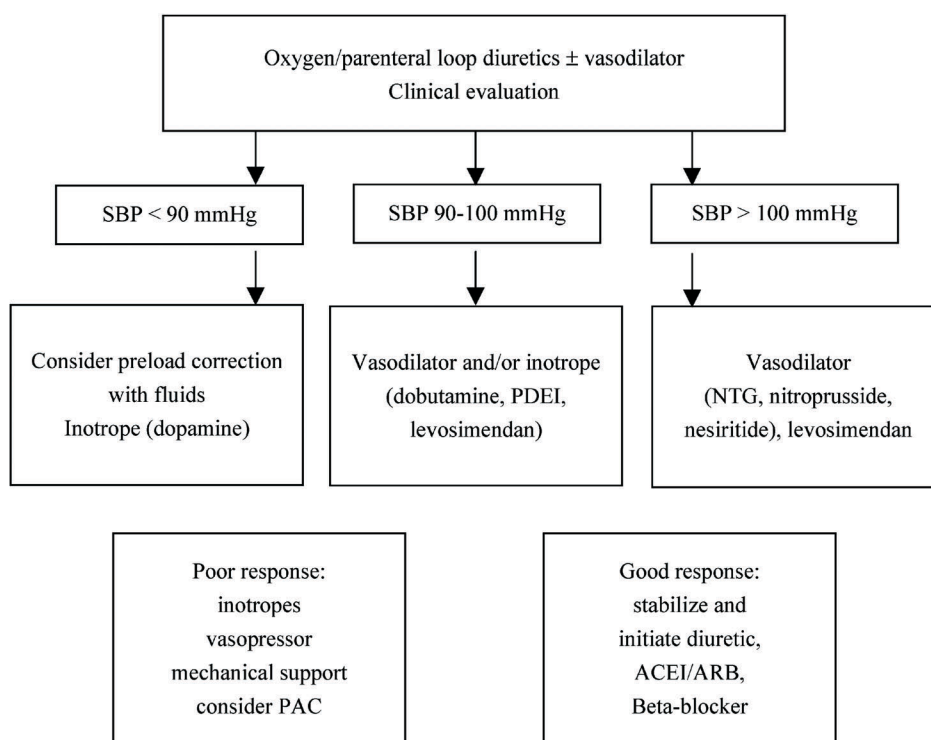 Oxygen/parenteral loop diuretics ± vasodilator
Clinical evaluation
SBP < 90 mmHg
SBP 90-100 mmHg
SBP > 100 mmHg
Consider preload correction
with fluids
Inotrope (dopamine)
Vasodilator and/or inotrope
(dobutamine, PDEI,
levosimendan)
Vasodilator
(NTG, nitroprusside,
nesiritide), levosimendan
Poor response:
inotropes
vasopressor
mechanical support
consider PAC
Good response:
stabilize and
initiate diuretic,
ACEI/ARB,
Beta-blocker